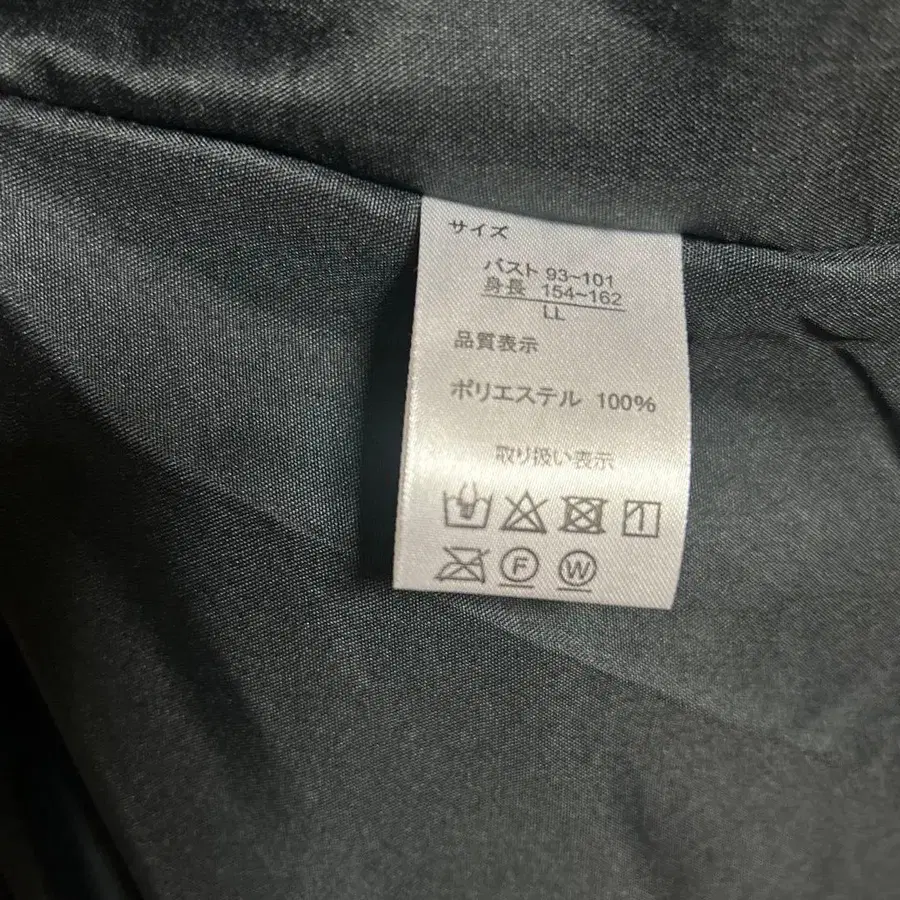 サイズ
バスト 93~101
身長 154~162
LL
品質表示
ポリエステル 100%
取り扱い表示
F W